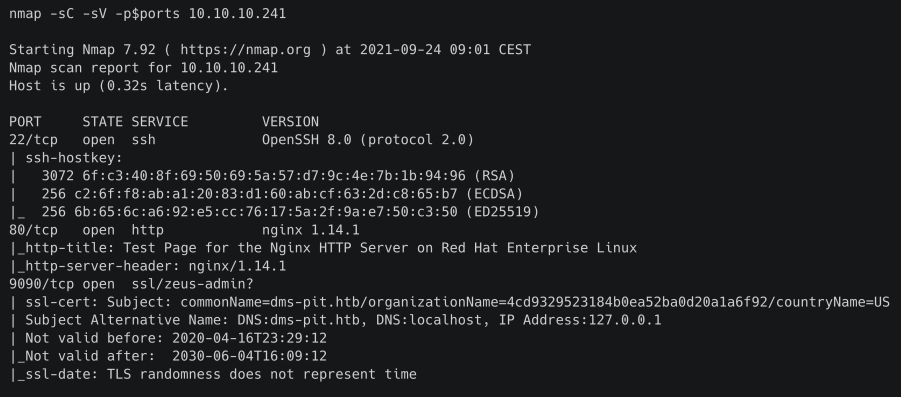 nmap -sC -sV -p$ports 10.10.10.241
Starting Nmap 7.92 ( https://nmap.org ) at 2021-09-24 09:01 CEST
Nmap scan report for 10.10.10.241
Host is up (0.32s latency).
PORT     STATE SERVICE         VERSION
22/tcp   open  ssh             OpenSSH 8.0 (protocol 2.0)
| ssh-hostkey:
|   3072 6f:c3:40:8f:69:50:69:5a:57:d7:9c:4e:7b:1b:94:96 (RSA)
|   256 c2:6f:f8:ab:a1:20:83:d1:60:ab:cf:63:2d:c8:65:b7 (ECDSA)
|_  256 6b:65:6c:a6:92:e5:cc:76:17:5a:2f:9a:e7:50:c3:50 (ED25519)
80/tcp   open  http            nginx 1.14.1
|_http-title: Test Page for the Nginx HTTP Server on Red Hat Enterprise Linux
|_http-server-header: nginx/1.14.1
9090/tcp open  ssl/zeus-admin?
| ssl-cert: Subject: commonName=dms-pit.htb/organizationName=4cd9329523184b0ea52ba0d20a1a6f92/countryName=US
| Subject Alternative Name: DNS:dms-pit.htb, DNS:localhost, IP Address:127.0.0.1
| Not valid before: 2020-04-16T23:29:12
|_Not valid after:  2030-06-04T16:09:12
|_ssl-date: TLS randomness does not represent time